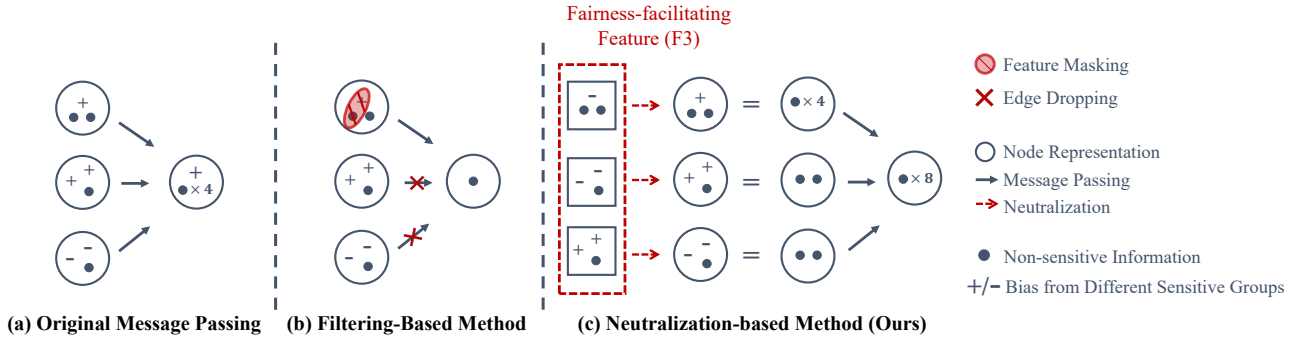 Fairness-facilitating
Feature (F3)
Feature Masking
Edge Dropping
Node Representation
Message Passing
Neutralization
Non-sensitive Information
+/- Bias from Different Sensitive Groups
+
+ +
- -
+
● × 4
+
+ +
- -
-
- -
+ +
+
+ +
- -
=
=
=
● × 4
● × 8
(a) Original Message Passing
(b) Filtering-Based Method
(c) Neutralization-based Method (Ours)